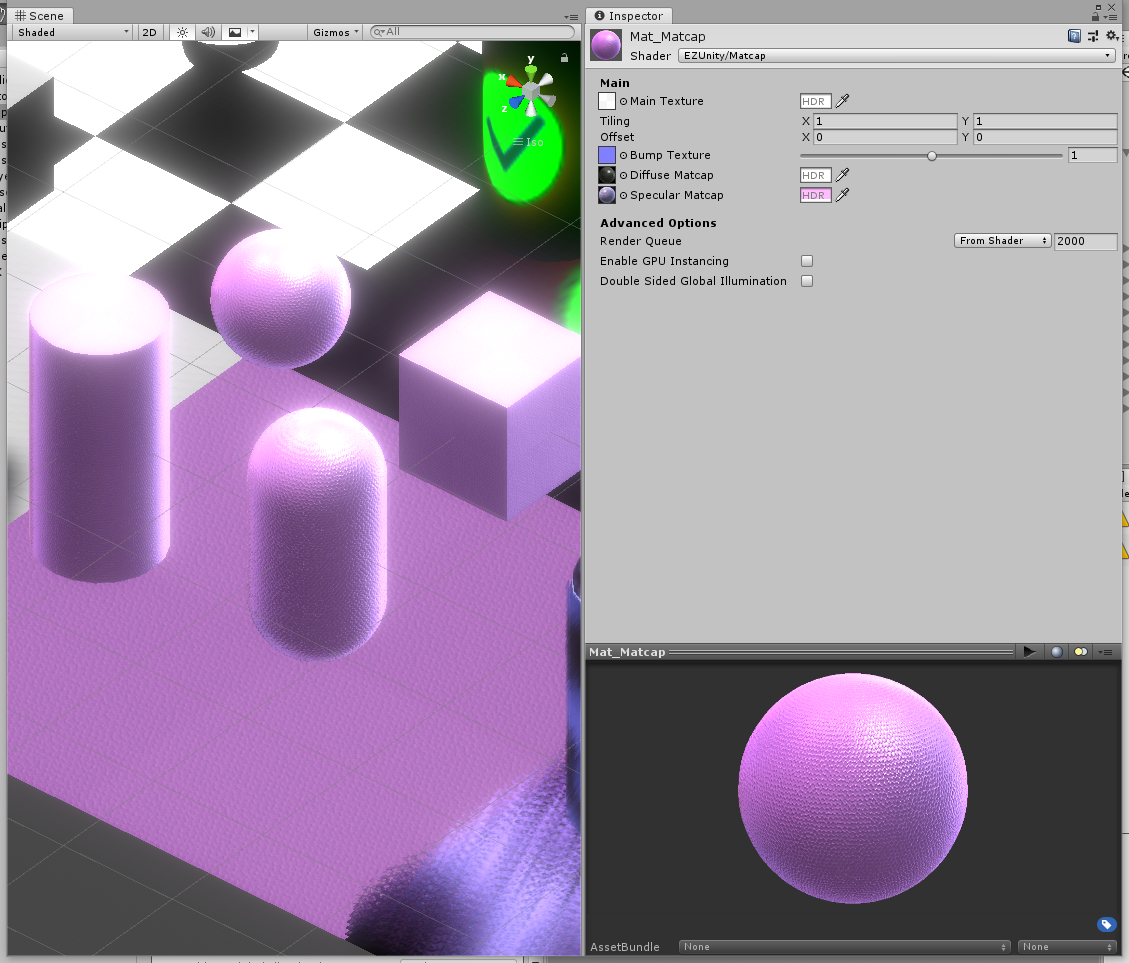 Scene
Shaded
2D
Gizmos
All
y
x
z
Iso
Inspector
Mat_Matcap
Shader
EZUnity/Matcap
Main
Main Texture
HDR
Tiling
X 1
Y 1
Offset
X 0
Y 0
Bump Texture
1
Diffuse Matcap
HDR
Specular Matcap
HDR
Advanced Options
Render Queue
From Shader
2000
Enable GPU Instancing
Double Sided Global Illumination
Mat_Matcap
AssetBundle
None
None